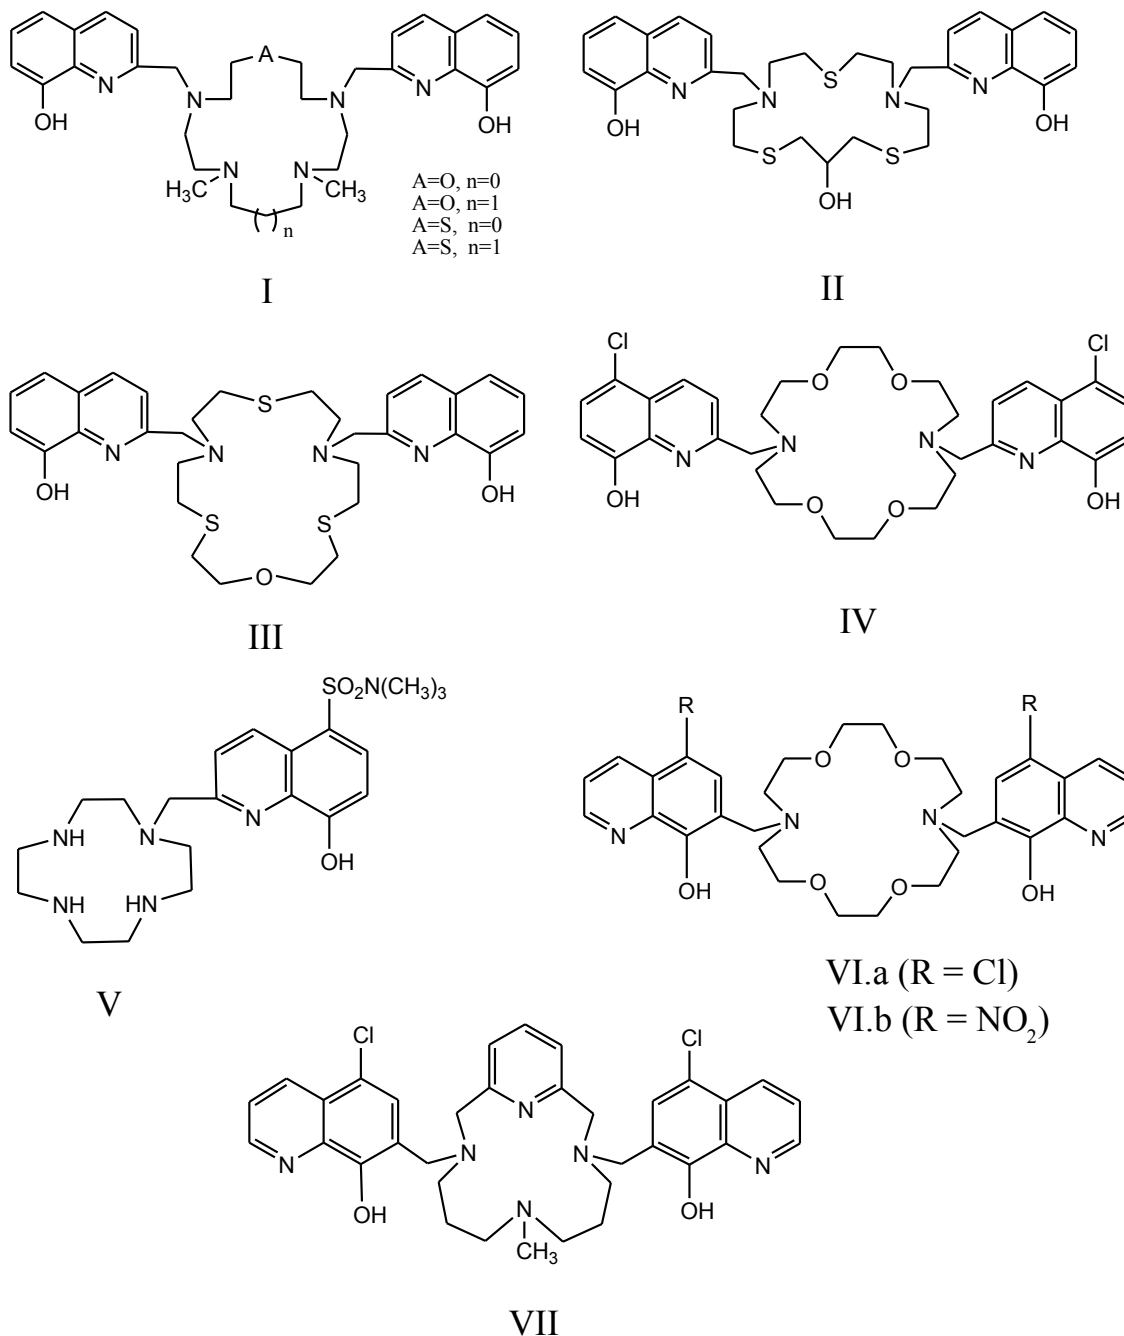 A
N
N
N
N
OH
OH
N
N
H₃C
CH₃
n
A=O, n=0
A=O, n=1
A=S, n=0
A=S, n=1
I
S
N
N
N
N
OH
OH
S
S
OH
II
S
N
N
N
N
OH
OH
S
S
O
III
Cl
Cl
O
O
N
N
N
N
OH
OH
O
O
IV
SO₂N(CH₃)₃
N
NH
N
OH
NH
HN
V
R
R
O
O
N
N
N
N
OH
OH
O
O
VI.a (R = Cl)
VI.b (R = NO₂)
Cl
Cl
N
N
N
N
N
OH
OH
N
CH₃
VII